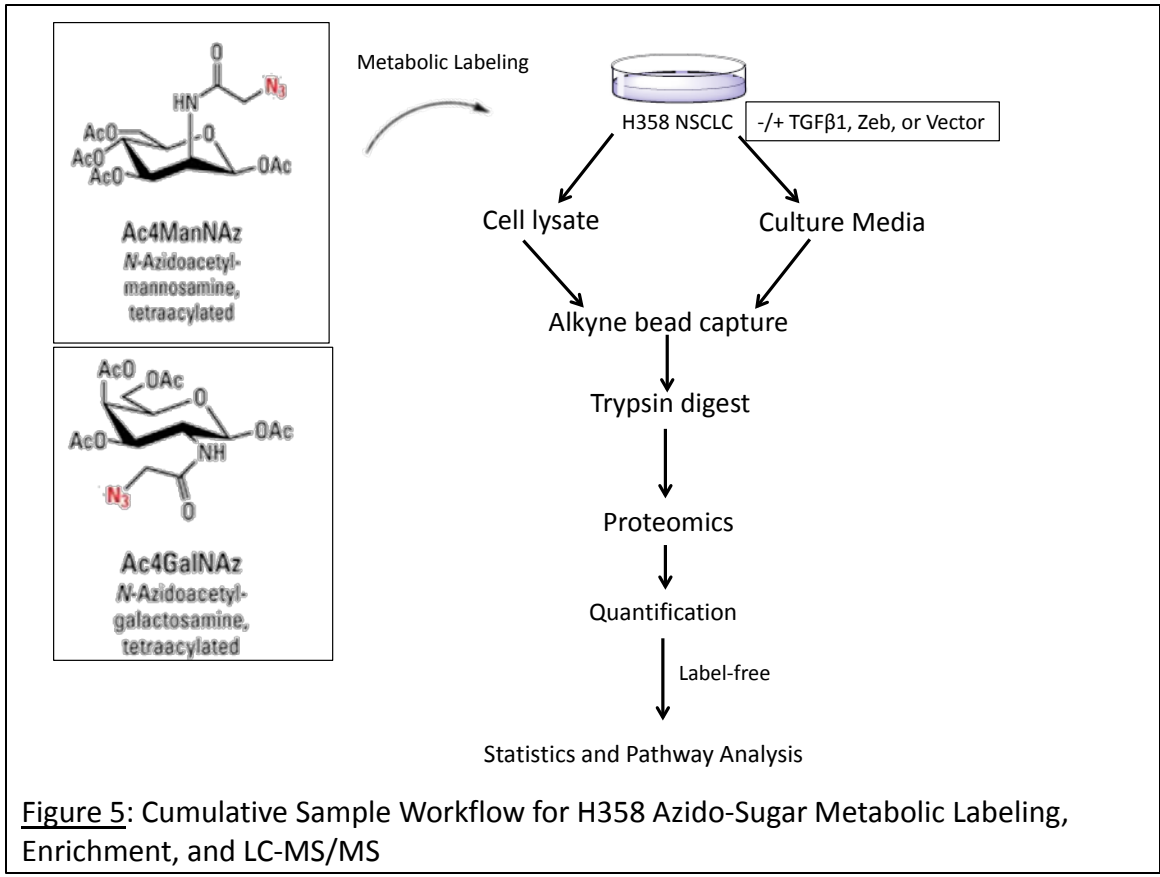 O
N3
HN
AcO
O
AcO
AcO
OAc
Ac4ManNAz
N-Azidoacetyl-
mannosamine,
tetraacylated
AcO
OAc
O
AcO
OAc
NH
N3
O
Ac4GalNAz
N-Azidoacetyl-
galactosamine,
tetraacylated
Metabolic Labeling
H358 NSCLC
-/+ TGFβ1, Zeb, or Vector
Cell lysate
Culture Media
Alkyne bead capture
Trypsin digest
Proteomics
Quantification
Label-free
Statistics and Pathway Analysis
Figure 5: Cumulative Sample Workflow for H358 Azido-Sugar Metabolic Labeling,
Enrichment, and LC-MS/MS